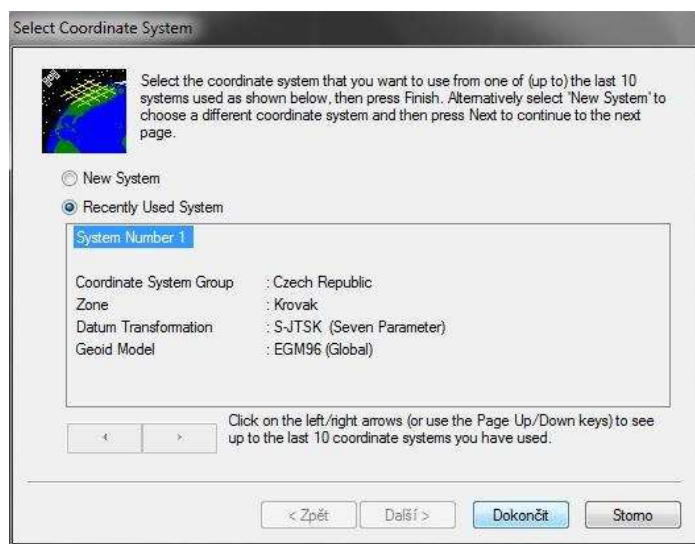 Select Coordinate System
Select the coordinate system that you want to use from one of (up to) the last 10
systems used as shown below, then press Finish. Alternatively select 'New System' to
choose a different coordinate system and then press Next to continue to the next
page.
New System
Recently Used System
System Number 1
Coordinate System Group : Czech Republic
Zone : Krovak
Datum Transformation : S-JTSK (Seven Parameter)
Geoid Model : EGM96 (Global)
Click on the left/right arrows (or use the Page Up/Down keys) to see
up to the last 10 coordinate systems you have used.
< Zpět Další > Dokončit Storno